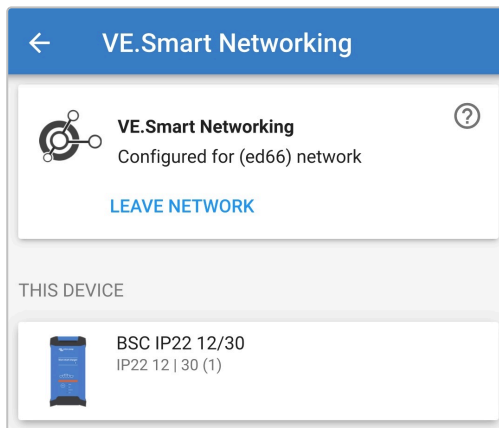 VE.Smart Networking
VE.Smart Networking
Configured for (ed66) network
LEAVE NETWORK
THIS DEVICE
BSC IP22 12/30
IP22 12 | 30 (1)